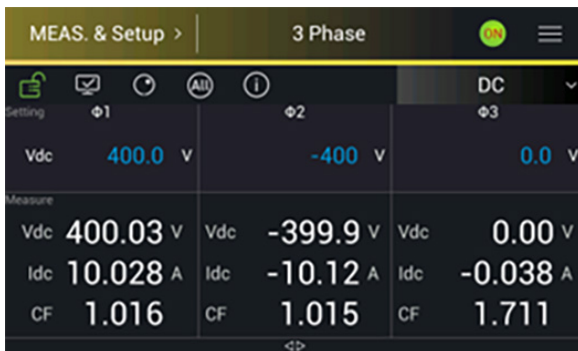 MEAS. & Setup > 3 Phase ON
All i DC
Setting Φ1 Φ2 Φ3
Vdc 400.0 V -400 V 0.0 V
Measure
Vdc 400.03 V Vdc -399.9 V Vdc 0.00 V
Idc 10.028 A Idc -10.12 A Idc -0.038 A
CF 1.016 CF 1.015 CF 1.711